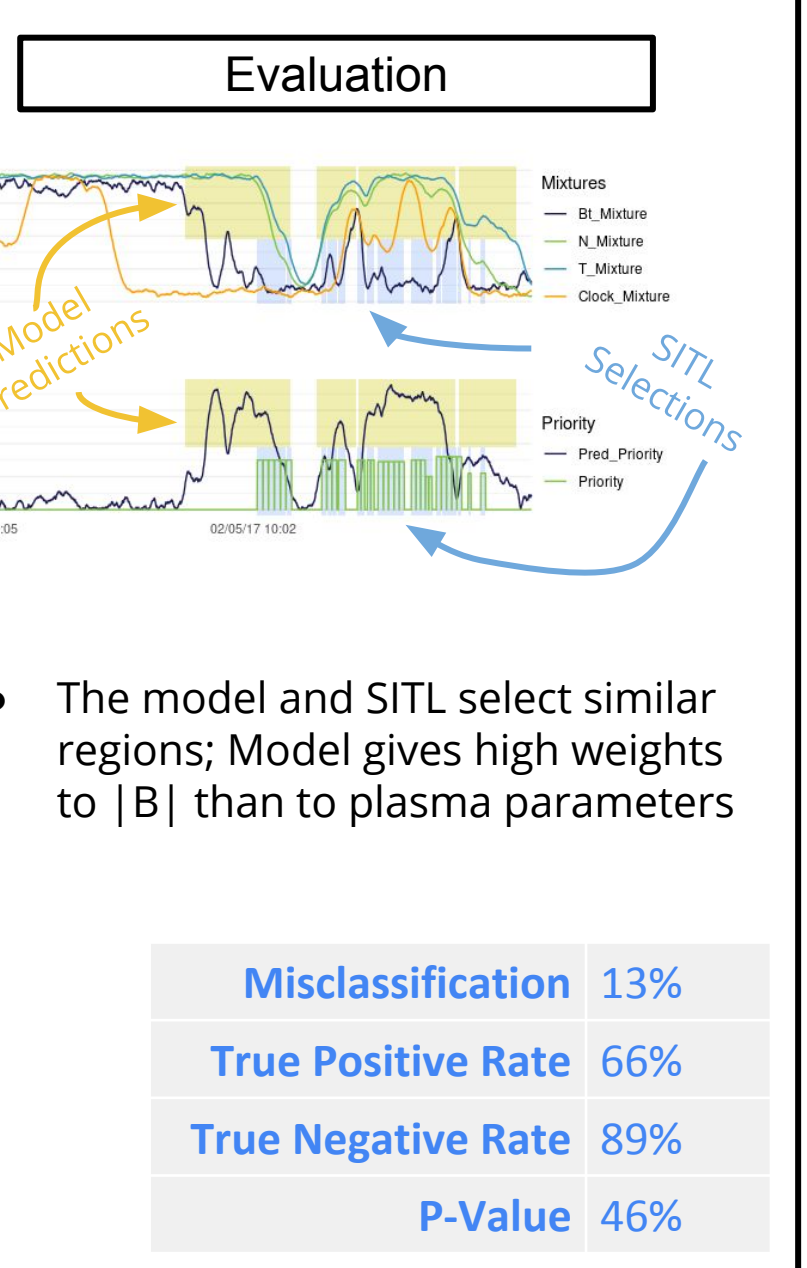 Evaluation
Mixtures
Bt_Mixture
N_Mixture
T_Mixture
Clock_Mixture
Model
redictions
SITL
Selections
Priority
Pred_Priority
Priority
:05
02/05/17 10:02
• The model and SITL select similar
regions; Model gives high weights
to |B| than to plasma parameters
Misclassification 13%
True Positive Rate 66%
True Negative Rate 89%
P-Value 46%